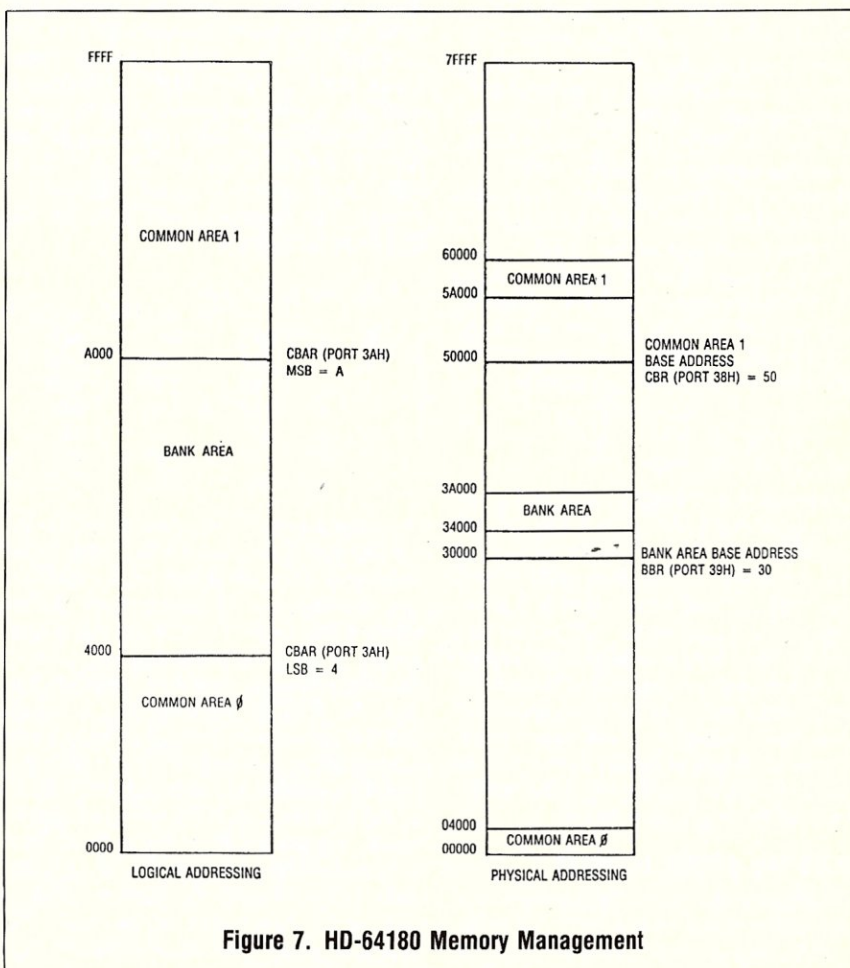 FFFF
COMMON AREA 1
A000
CBAR (PORT 3AH)
MSB = A
BANK AREA
4000
CBAR (PORT 3AH)
LSB = 4
COMMON AREA Ø
0000
LOGICAL ADDRESSING
7FFFF
60000
COMMON AREA 1
5A000
50000
COMMON AREA 1
BASE ADDRESS
CBR (PORT 38H) = 50
3A000
BANK AREA
34000
30000
BANK AREA BASE ADDRESS
BBR (PORT 39H) = 30
04000
COMMON AREA Ø
00000
PHYSICAL ADDRESSING
Figure 7. HD-64180 Memory Management